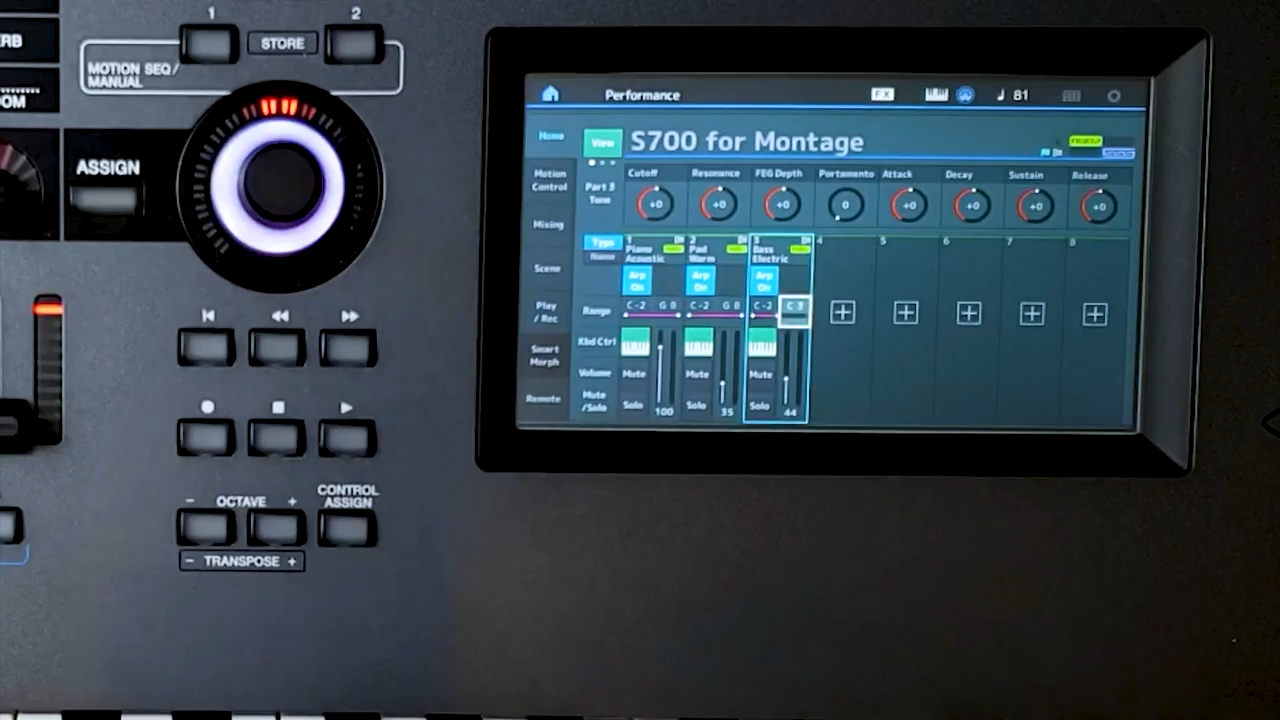 1
2
STORE
MOTION SEQ/
MANUAL
RB
OM
ASSIGN
OCTAVE
- +
CONTROL
ASSIGN
- TRANSPOSE +
Performance
FX
81
Home
View
S700 for Montage
Motion
Control
Part 3
Tone
Cutoff
Resonance
FEG Depth
Portamento
Attack
Decay
Sustain
Release
+0
+0
+0
0
+0
+0
+0
+0
Mixing
Type
Name
1
Piano
Acoustic
2
Pad
Warm
3
Bass
Electric
4
5
6
7
8
Scene
Arp
On
Arp
On
Arp
On
Play
/ Rec
Range
C -2
G 8
C -2
G 8
C -2
C 3
Smart
Morph
Kbd Ctrl
Volume
Mute
Mute
Mute
Remote
Mute
/Solo
Solo
100
Solo
35
Solo
44